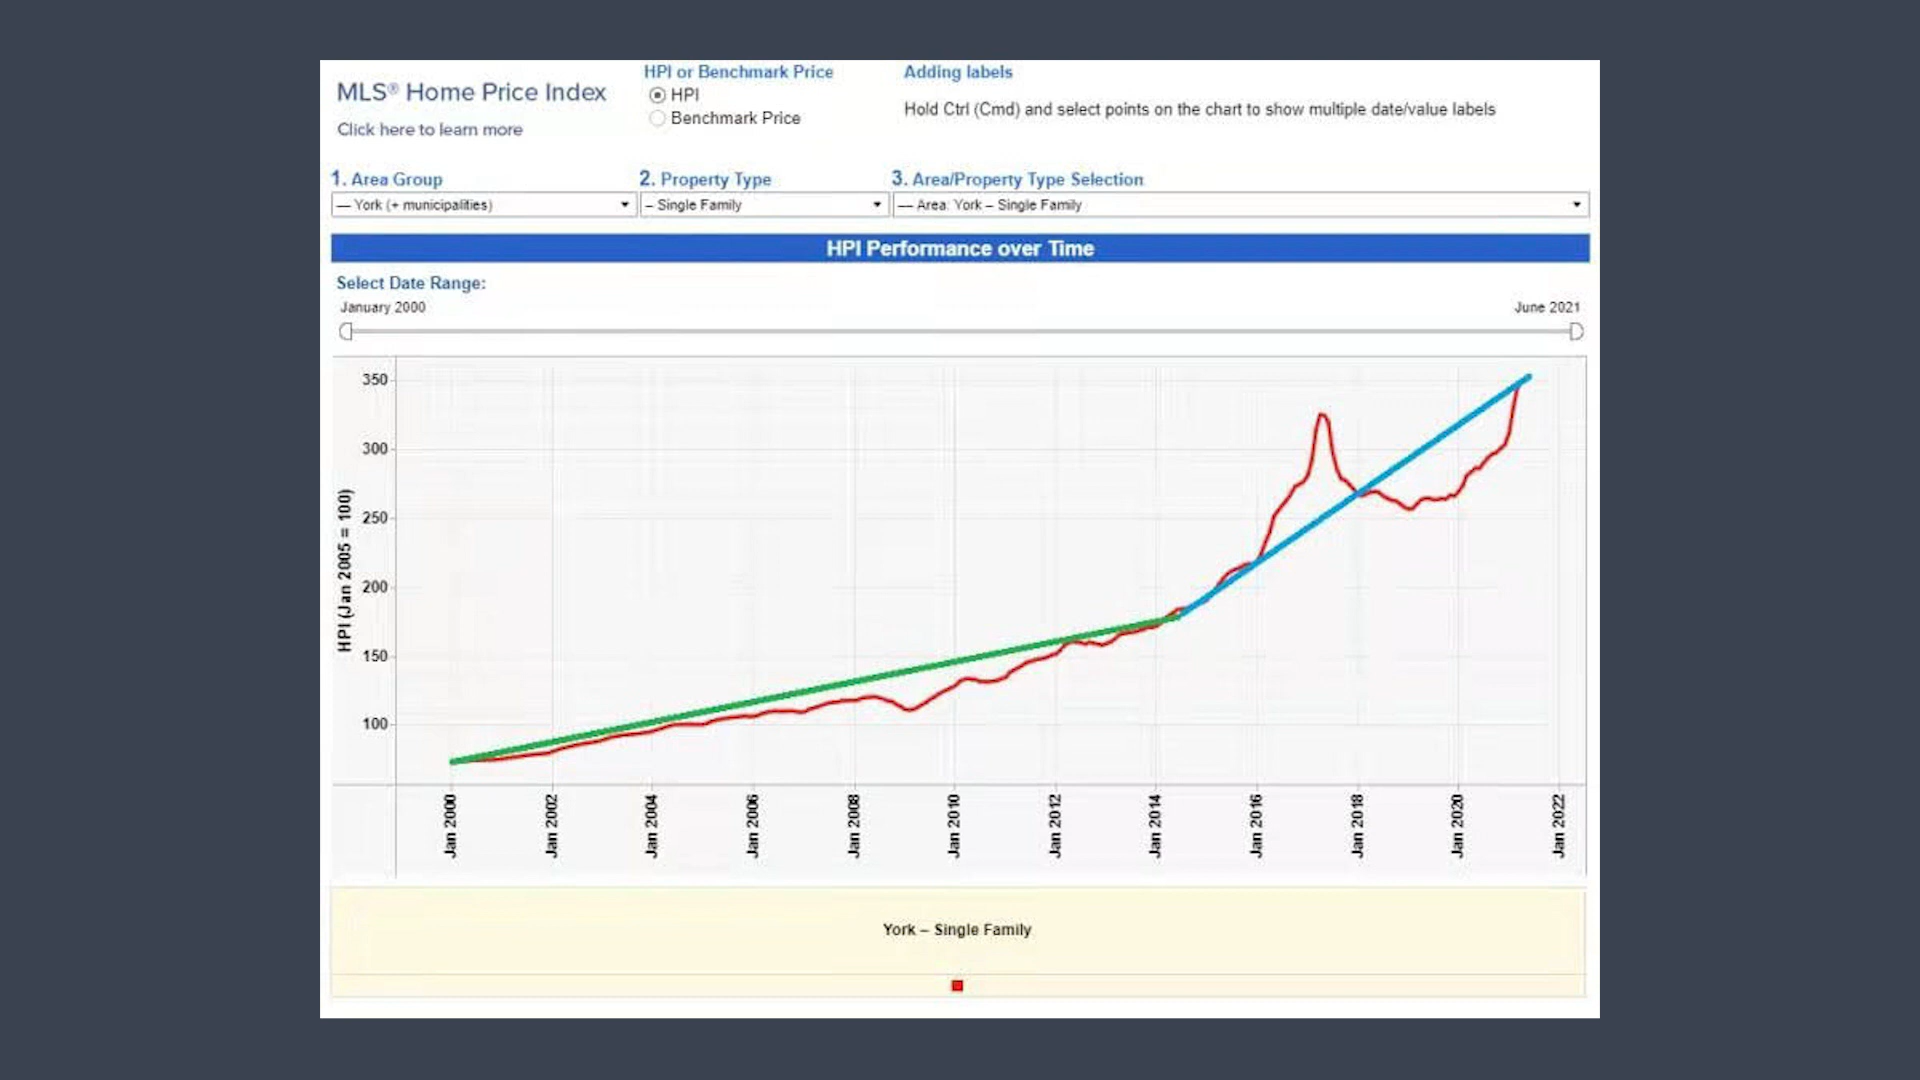 MLS® Home Price Index
Click here to learn more
HPI or Benchmark Price
HPI
Benchmark Price
Adding labels
Hold Ctrl (Cmd) and select points on the chart to show multiple date/value labels
1. Area Group
— York (+ municipalities)
2. Property Type
– Single Family
3. Area/Property Type Selection
— Area: York – Single Family
HPI Performance over Time
Select Date Range:
January 2000
June 2021
HPI (Jan 2005 = 100)
350
300
250
200
150
100
Jan 2000
Jan 2002
Jan 2004
Jan 2006
Jan 2008
Jan 2010
Jan 2012
Jan 2014
Jan 2016
Jan 2018
Jan 2020
Jan 2022
York – Single Family